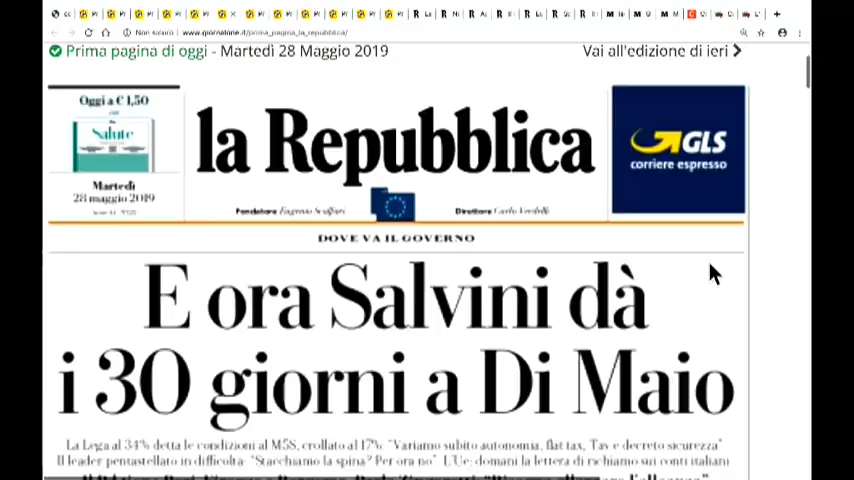 Non sicuro | www.giornalone.it/prima_pagina_la_repubblica/
Prima pagina di oggi - Martedì 28 Maggio 2019
Vai all'edizione di ieri
Oggi a € 1,50
Salute
Martedì
28 maggio 2019
la Repubblica
Fondatore Eugenio Scalfari
Direttore Carlo Verdelli
GLS
corriere espresso
DOVE VA IL GOVERNO
E ora Salvini dà
i 30 giorni a Di Maio
La Lega al 34% detta le condizioni al M5S, crollato al 17%: "Variamo subito autonomia, flat tax, Tav e decreto sicurezza"
Il leader pentastellato in difficoltà: "Stacchiamo la spina? Per ora no" L'Ue: domani la lettera di richiamo sui conti italiani